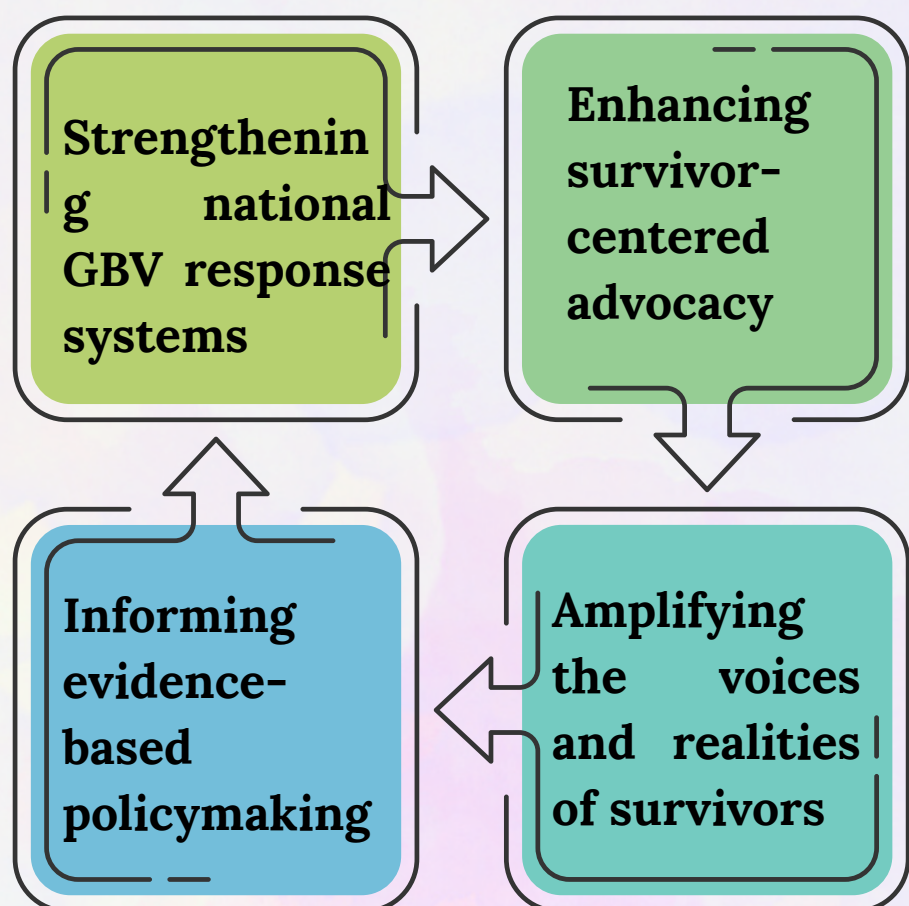 Strengthenin
g national
GBV response
systems
Enhancing
survivor-
centered
advocacy
Amplifying
the voices
and realities
of survivors
Informing
evidence-
based
policymaking